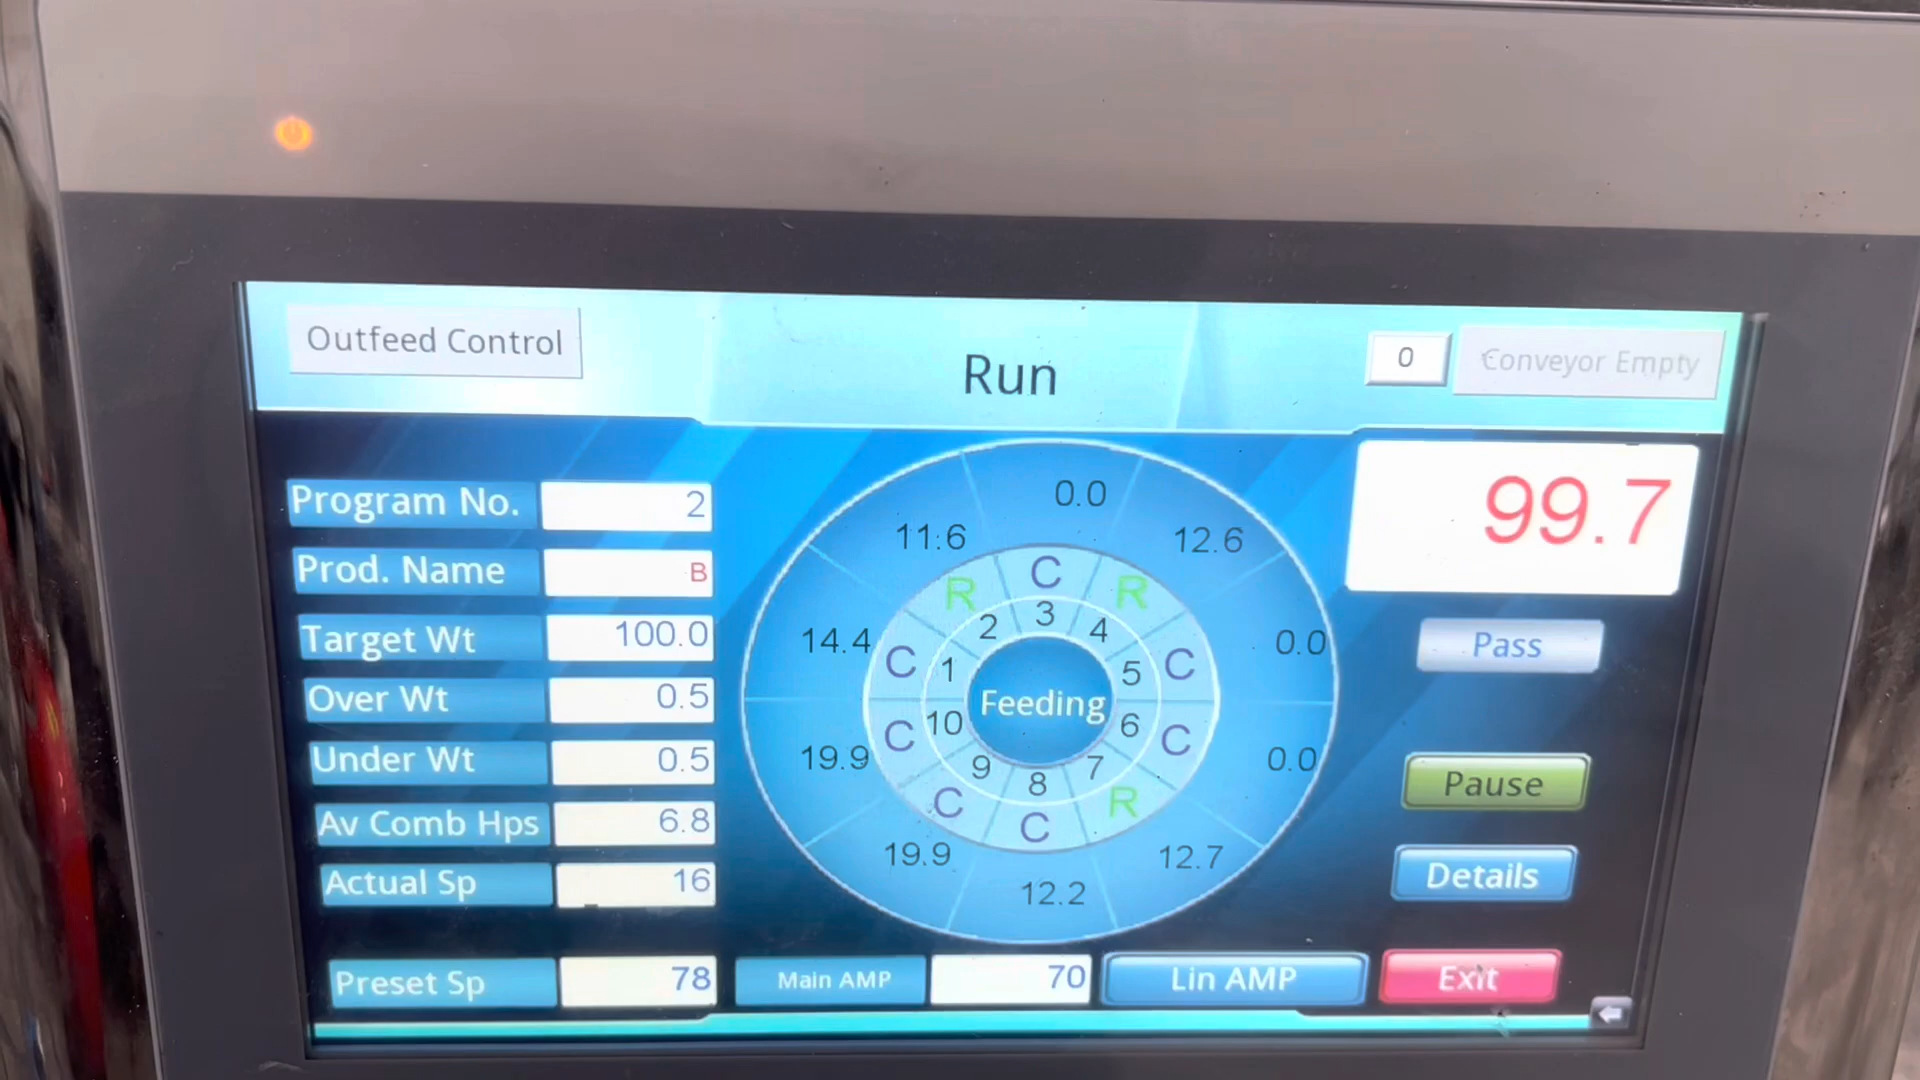 Outfeed Control
Run
0
Conveyor Empty
Program No. 2
Prod. Name B
Target Wt 100.0
Over Wt 0.5
Under Wt 0.5
Av Comb Hps 6.8
Actual Sp 16
Preset Sp 78
0.0
11.6
12.6
C
R
R
3
2
4
14.4
0.0
C
C
1
5
Feeding
10
6
C
C
19.9
0.0
9
7
8
C
R
C
19.9
12.7
12.2
Main AMP 70
Lin AMP
99.7
Pass
Pause
Details
Exit